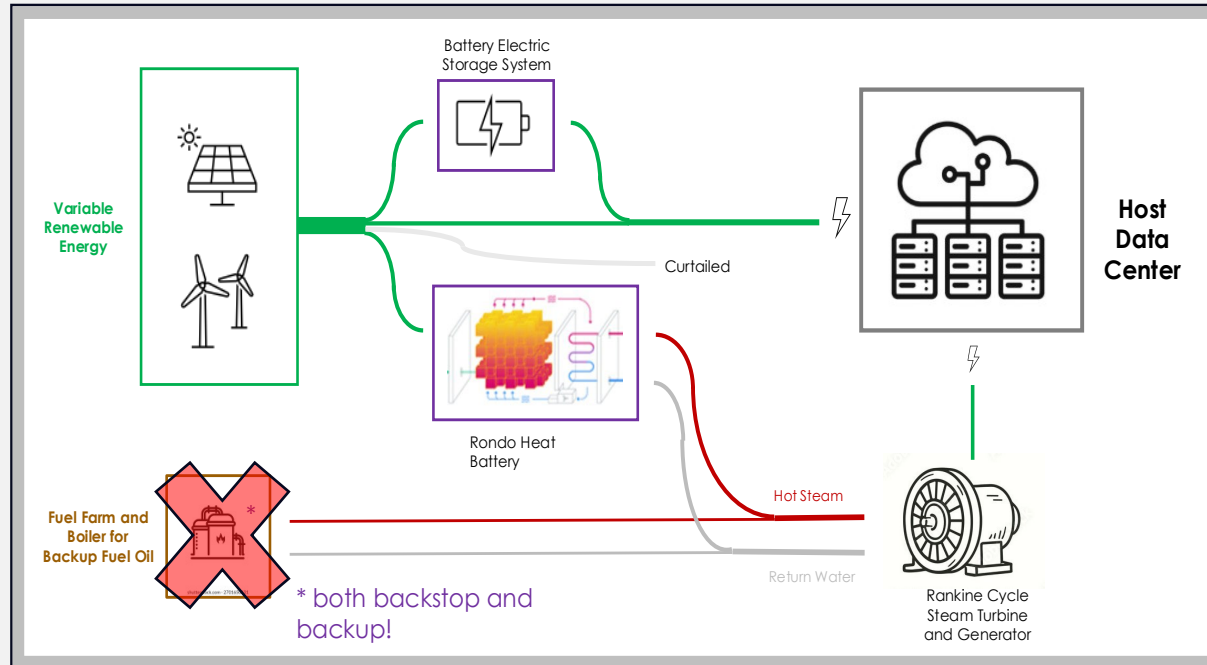 Battery Electric
Storage System
Variable
Renewable
Energy
Curtailed
Host
Data
Center
Rondo Heat
Battery
Hot Steam
Fuel Farm and
Boiler for
Backup Fuel Oil
*
Return Water
* both backstop and
backup!
Rankine Cycle
Steam Turbine
and Generator